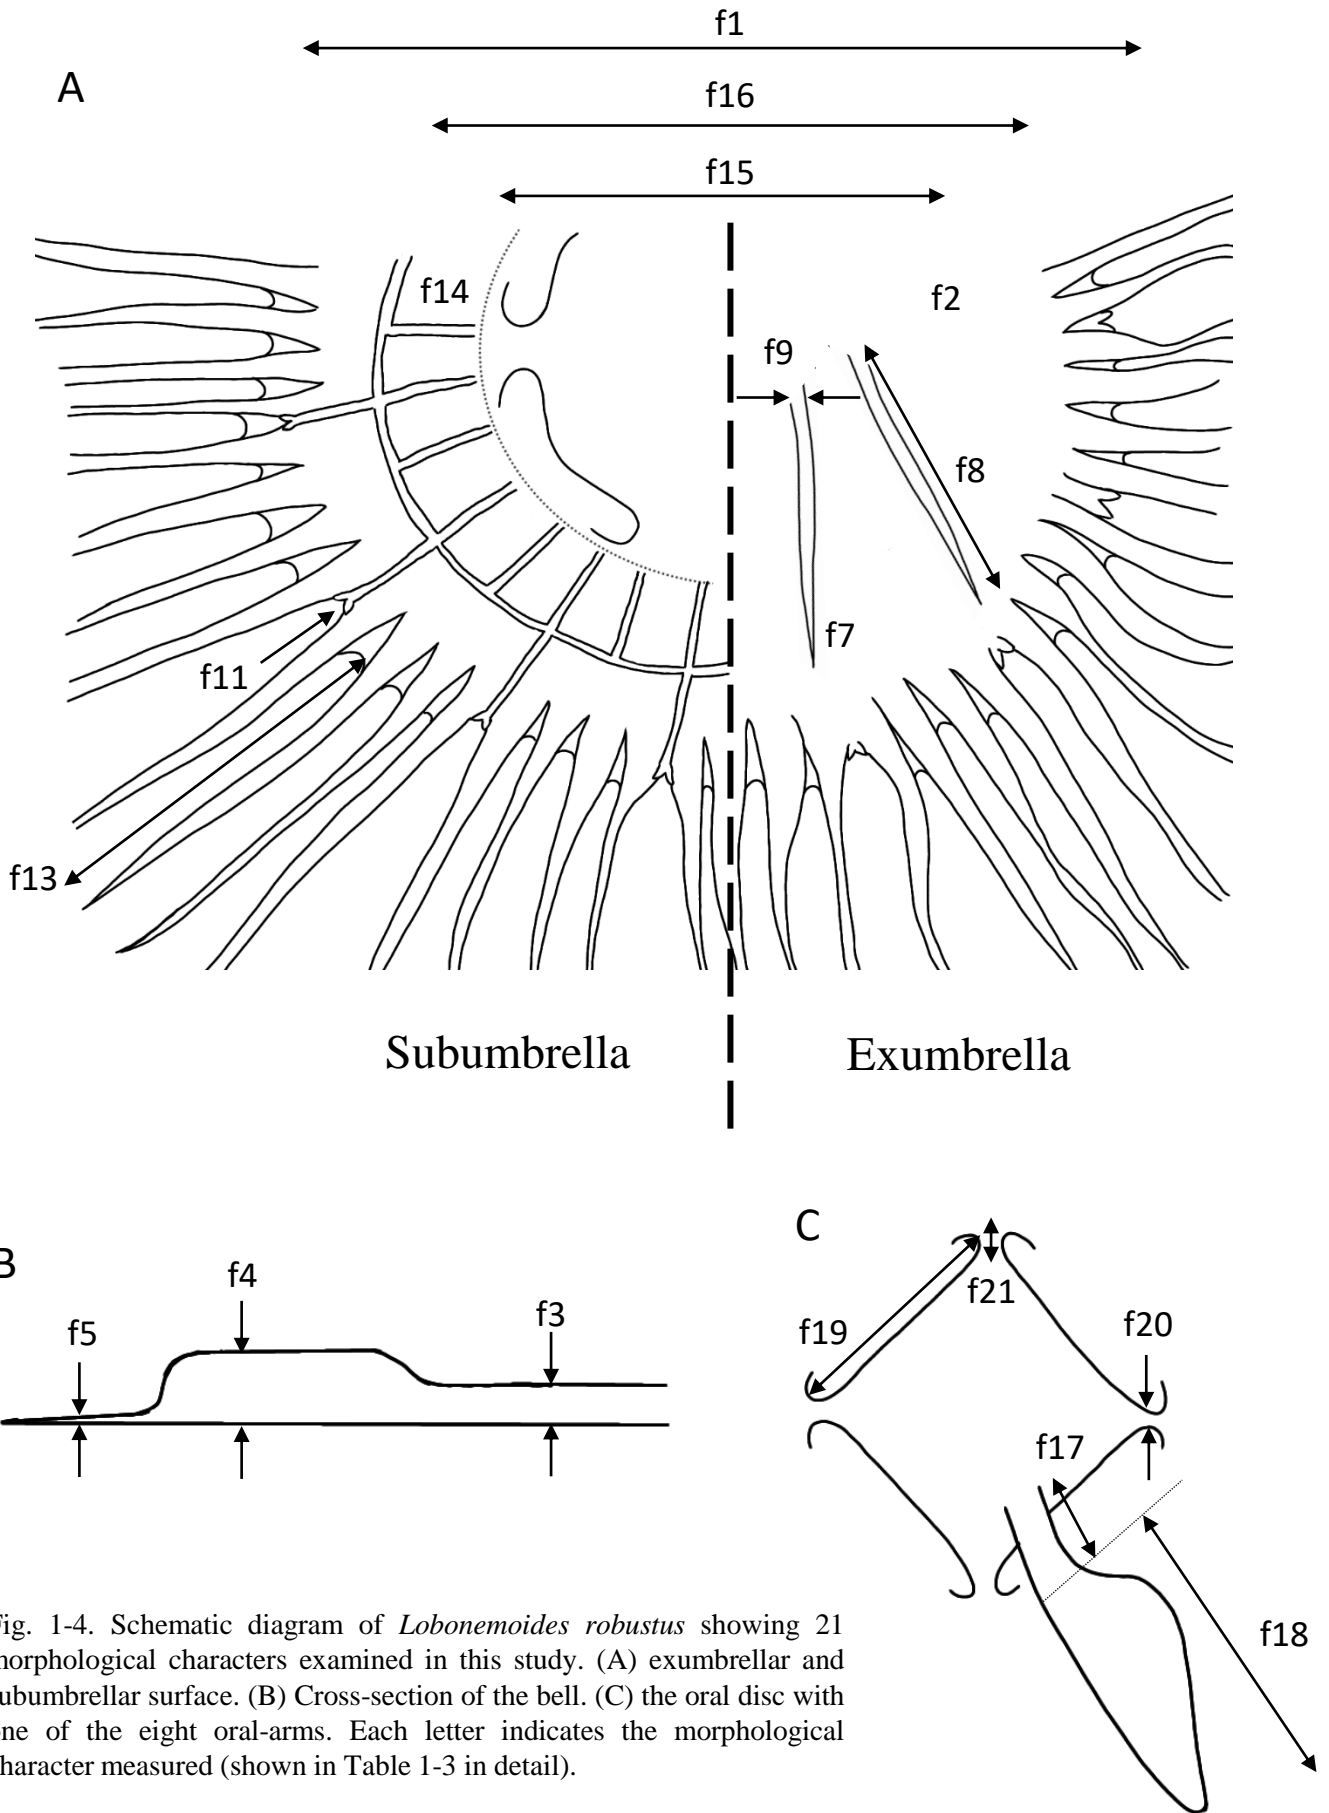 f1
A
f16
f15
f14
f2
f9
f8
f7
f11
f13
Subumbrella
Exumbrella
B
C
f4
f5
f3
f21
f19
f20
f17
f18
ig. 1-4. Schematic diagram of Lobonemoides robustus showing 21
morphological characters examined in this study. (A) exumbrellar and
ubumbrellar surface. (B) Cross-section of the bell. (C) the oral disc with
one of the eight oral-arms. Each letter indicates the morphological
haracter measured (shown in Table 1-3 in detail).